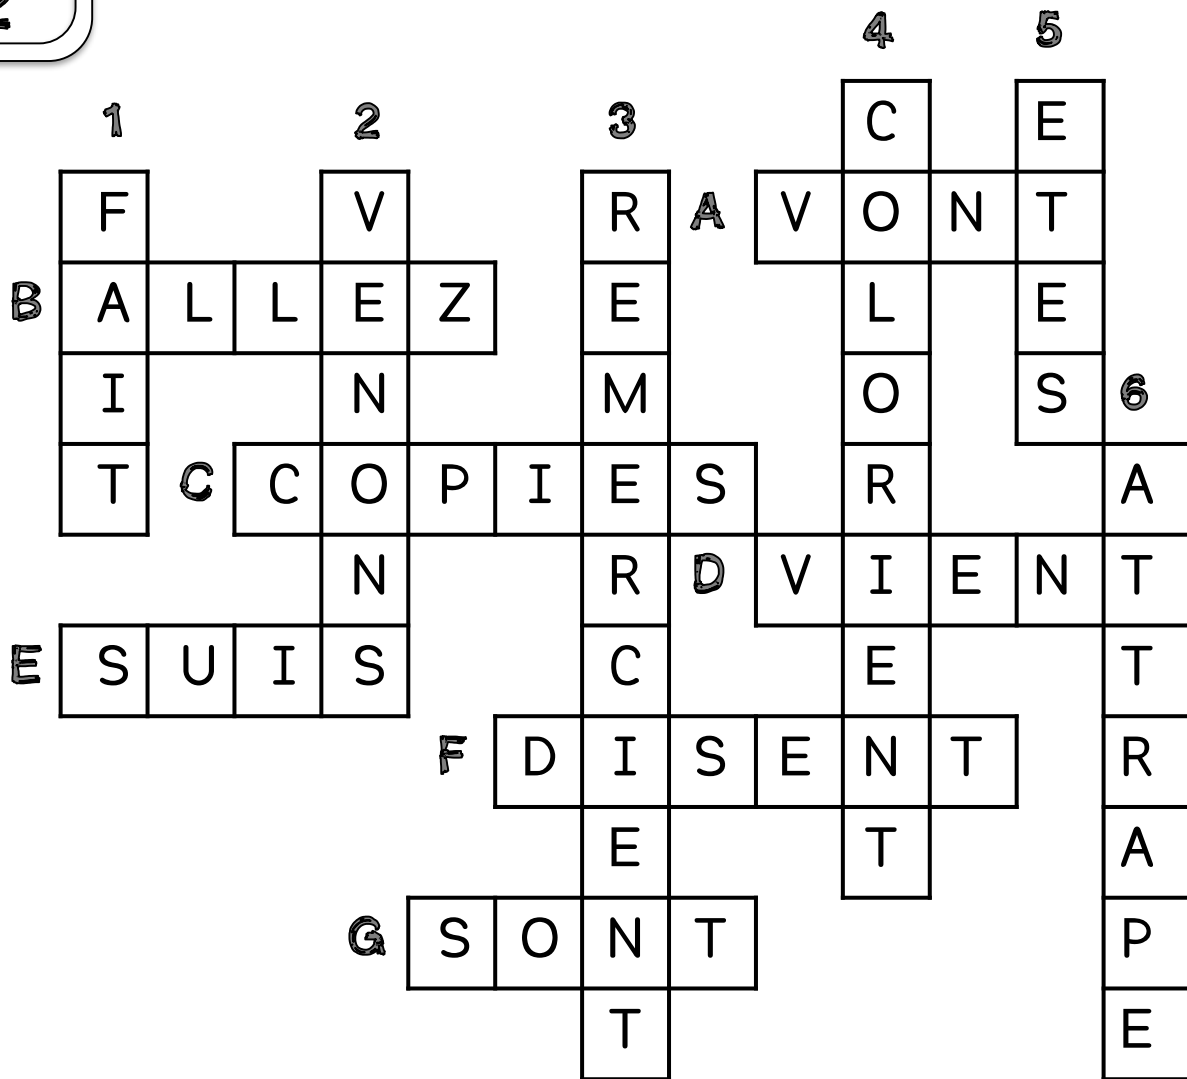 4 5
1 2 3 C E
F V R A V O N T
B A L L E Z E L E
I N M O S 6
T C C O P I E S R A
N R D V I E N T
E S U I S C E T
F D I S E N T R
E T A
G S O N T P
T E